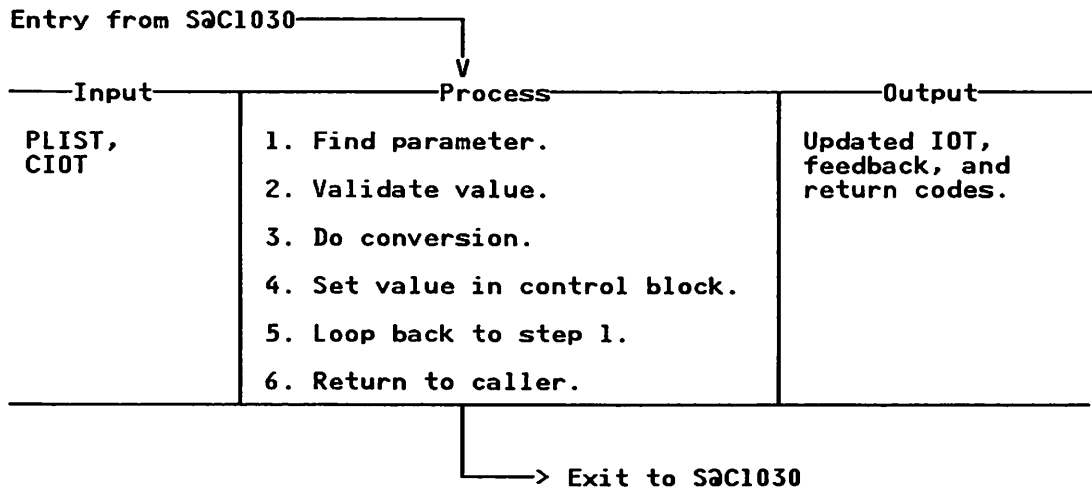 Entry from S∂C1030
Input
Process
Output
PLIST,
CIOT
1. Find parameter.
2. Validate value.
3. Do conversion.
4. Set value in control block.
5. Loop back to step 1.
6. Return to caller.
Updated IOT,
feedback, and
return codes.
Exit to S∂C1030